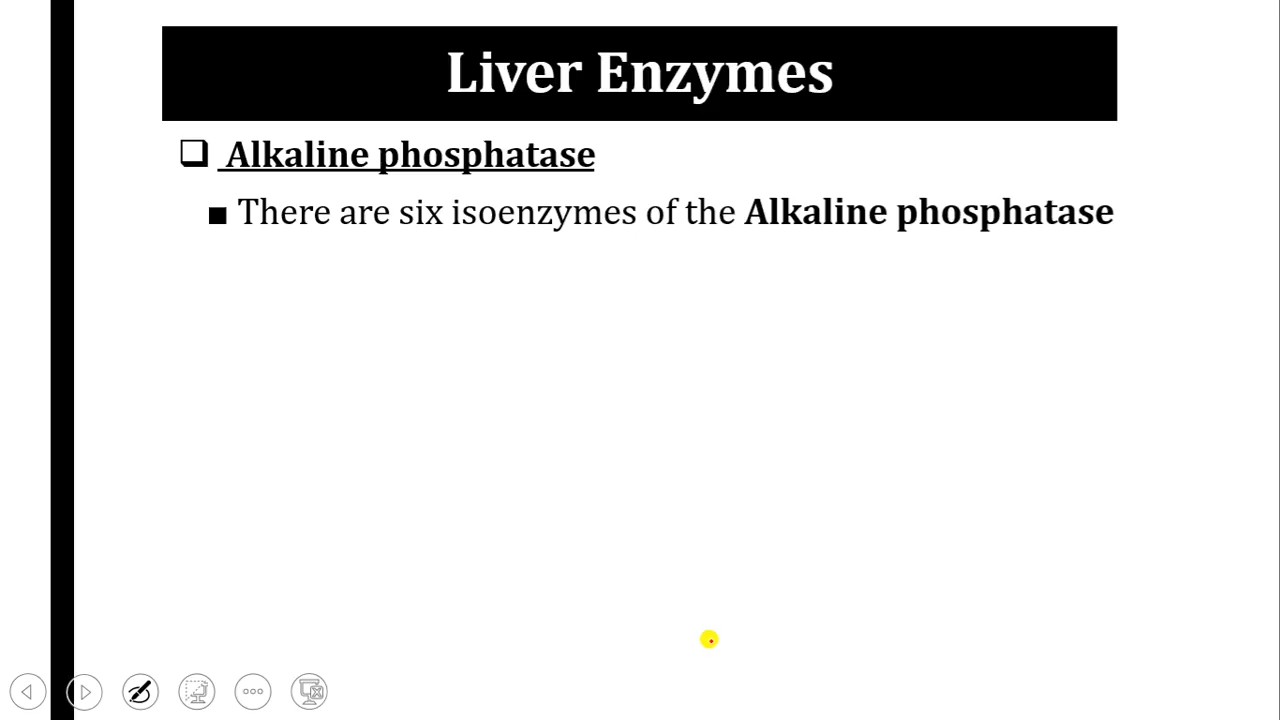 Liver Enzymes
Alkaline phosphatase
There are six isoenzymes of the Alkaline phosphatase